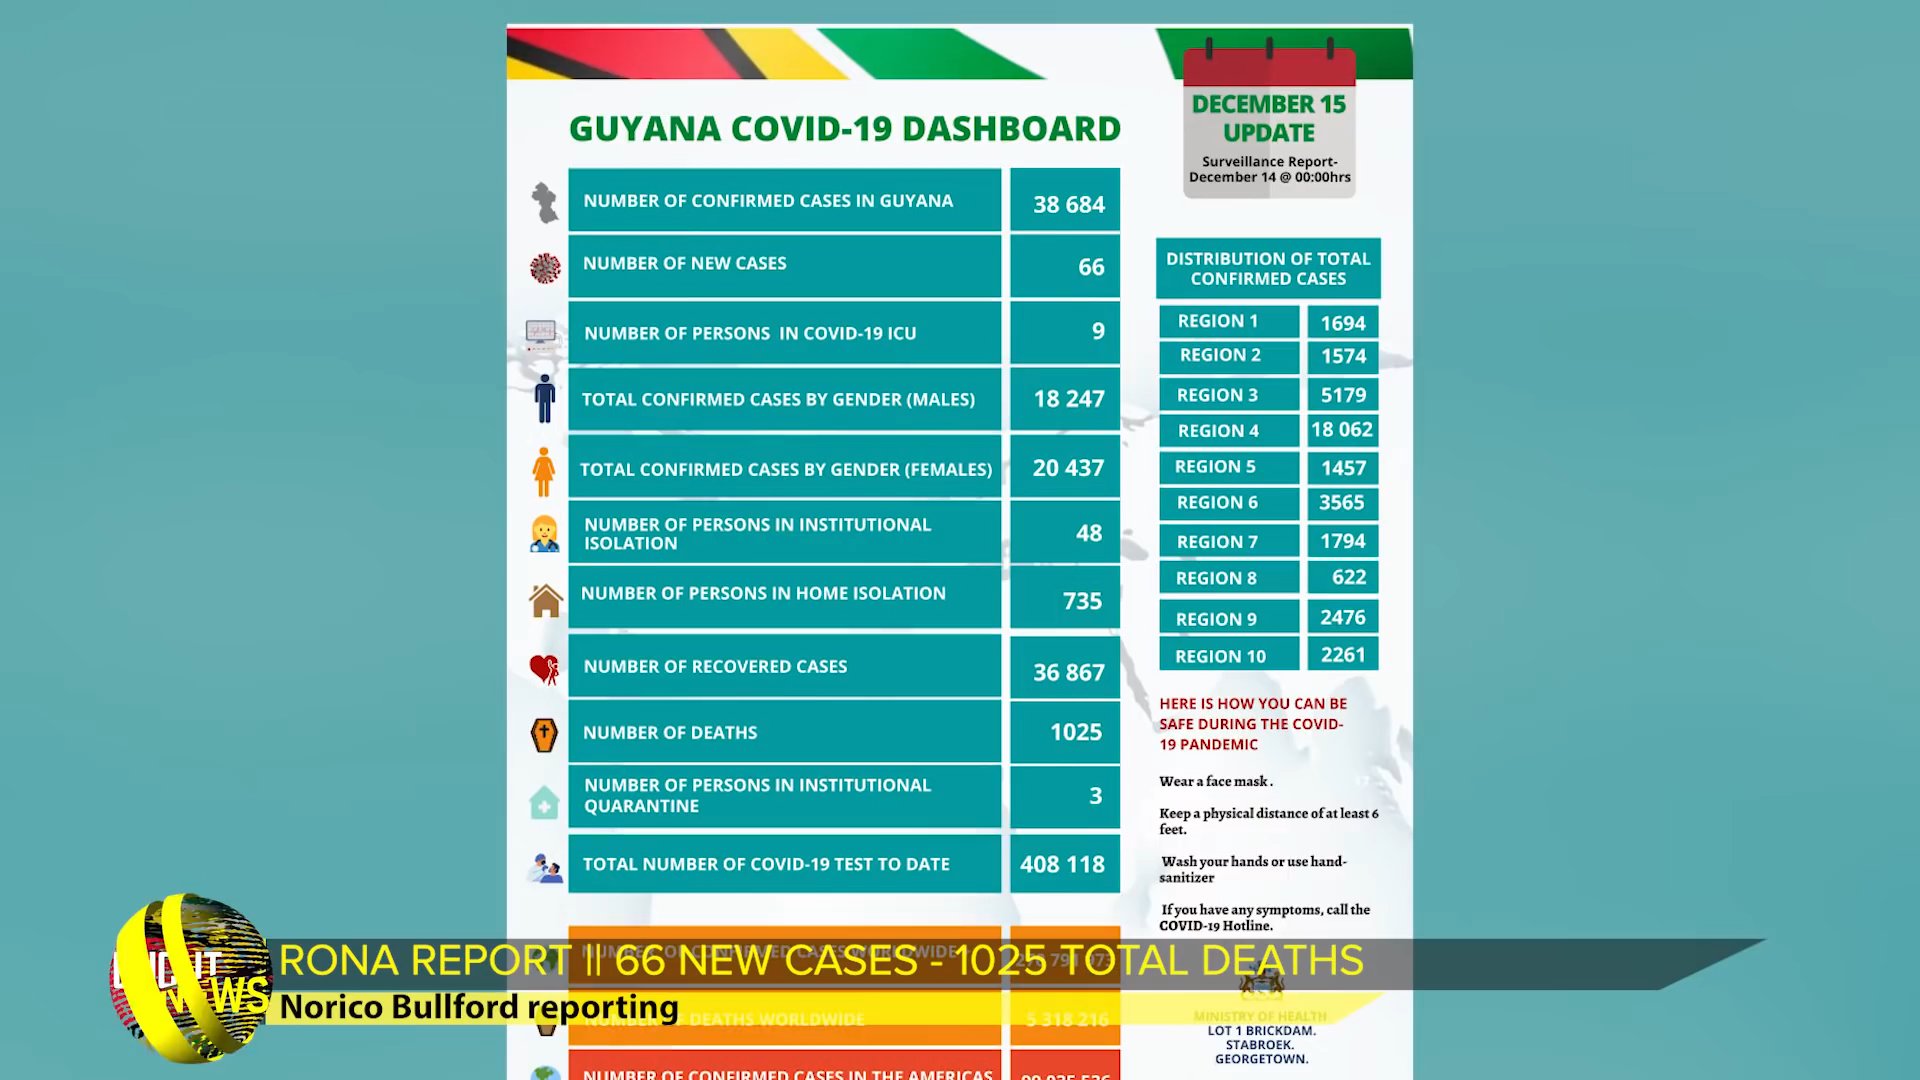 GUYANA COVID-19 DASHBOARD
DECEMBER 15
UPDATE
Surveillance Report-
December 14 @ 00:00hrs
NUMBER OF CONFIRMED CASES IN GUYANA 38 684
NUMBER OF NEW CASES 66
NUMBER OF PERSONS IN COVID-19 ICU 9
TOTAL CONFIRMED CASES BY GENDER (MALES) 18 247
TOTAL CONFIRMED CASES BY GENDER (FEMALES) 20 437
NUMBER OF PERSONS IN INSTITUTIONAL
ISOLATION 48
NUMBER OF PERSONS IN HOME ISOLATION 735
NUMBER OF RECOVERED CASES 36 867
NUMBER OF DEATHS 1025
NUMBER OF PERSONS IN INSTITUTIONAL
QUARANTINE 3
TOTAL NUMBER OF COVID-19 TEST TO DATE 408 118
DISTRIBUTION OF TOTAL
CONFIRMED CASES
REGION 1 1694
REGION 2 1574
REGION 3 5179
REGION 4 18 062
REGION 5 1457
REGION 6 3565
REGION 7 1794
REGION 8 622
REGION 9 2476
REGION 10 2261
HERE IS HOW YOU CAN BE
SAFE DURING THE COVID-
19 PANDEMIC
Wear a face mask .
Keep a physical distance of at least 6
feet.
Wash your hands or use hand-
sanitizer
If you have any symptoms, call the
COVID-19 Hotline.
NUMBER OF CONFIRMED CASES WORLDWIDE
RONA REPORT || 66 NEW CASES - 1025 TOTAL DEATHS
NEWS
Norico Bullford reporting
DEATHS WORLDWIDE 5 318 216
MINISTRY OF HEALTH
LOT 1 BRICKDAM.
STABROEK.
GEORGETOWN.
NUMBER OF CONFIRMED CASES IN THE AMERICAS